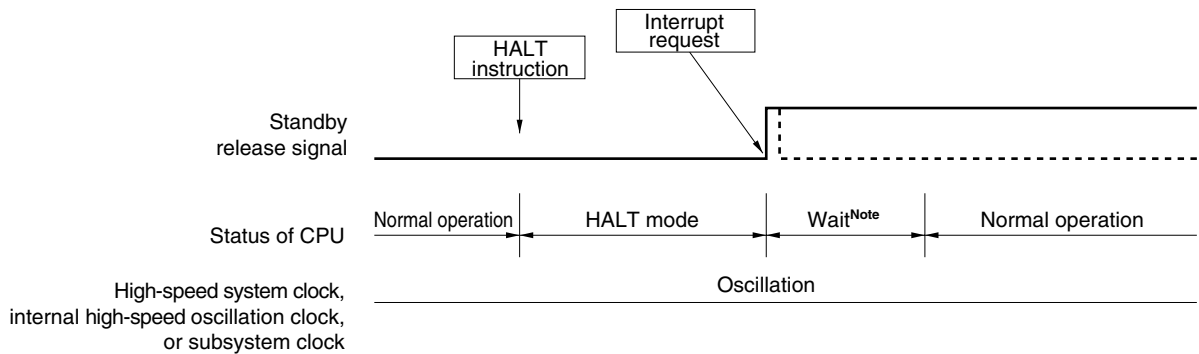 HALT
instruction
Interrupt
request
Standby
release signal
Status of CPU
Normal operation
HALT mode
WaitNote
Normal operation
High-speed system clock,
internal high-speed oscillation clock,
or subsystem clock
Oscillation